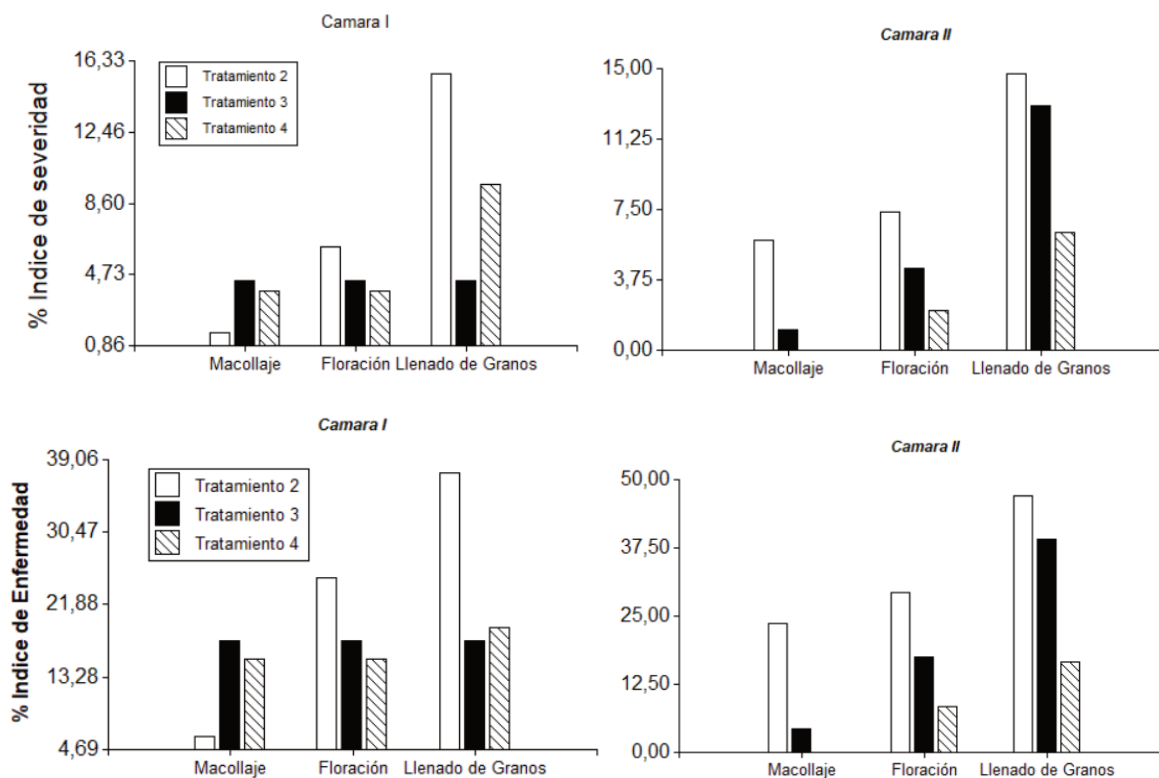 Camara I
% Indice de severidad
16,33
12,46
8,60
4,73
0,86
Tratamiento 2
Tratamiento 3
Tratamiento 4
Macollaje
Floración
Llenado de Granos
Camara II
15,00
11,25
7,50
3,75
0,00
Macollaje
Floración
Llenado de Granos
Camara I
% Indice de Enfermedad
39,06
30,47
21,88
13,28
4,69
Tratamiento 2
Tratamiento 3
Tratamiento 4
Macollaje
Floración
Llenado de Granos
Camara II
50,00
37,50
25,00
12,50
0,00
Macollaje
Floración
Llenado de Granos